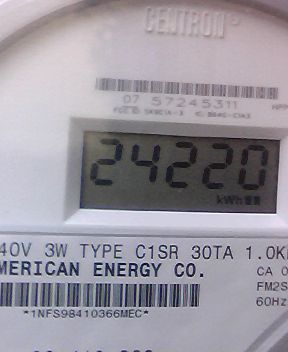 CENTRON
07 57245311
24220
kWh
40V 3W TYPE C1SR 30TA 1.0K
MERICAN ENERGY CO.
CA 0
FM2S
60Hz
*1NFS98410366MEC*